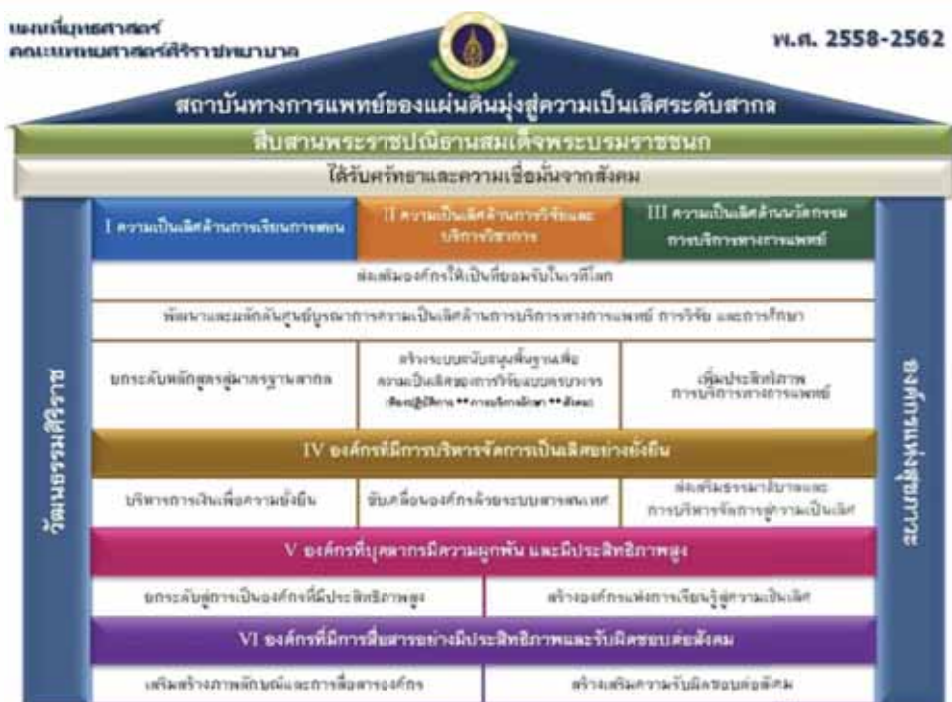 แผนที่ยุทธศาสตร์
คณะแพทยศาสตร์ศิริราชพยาบาล
พ.ศ. 2558-2562
สถาบันทางการแพทย์ของแผ่นดินมุ่งสู่ความเป็นเลิศระดับสากล
สืบสานพระราชปณิธานสมเด็จพระบรมราชชนก
ได้รับศรัทธาและความเชื่อมั่นจากสังคม
วัฒนธรรมศิริราช
I ความเป็นเลิศด้านการเรียนการสอน
II ความเป็นเลิศด้านการวิจัยและ
บริการวิชาการ
III ความเป็นเลิศด้านนวัตกรรม
การบริการทางการแพทย์
ส่งเสริมองค์กรให้เป็นที่ยอมรับในเวทีโลก
พัฒนาและผลักดันศูนย์บูรณาการความเป็นเลิศด้านการบริการทางการแพทย์ การวิจัย และการศึกษา
ยกระดับหลักสูตรสู่มาตรฐานสากล
สร้างระบบสนับสนุนพื้นฐานเพื่อ
ความเป็นเลิศของการวิจัยแบบครบวงจร
(ห้องปฏิบัติการ ** การบริการรักษา ** สังคม)
เพิ่มประสิทธิภาพ
การบริการทางการแพทย์
IV องค์กรที่มีการบริหารจัดการเป็นเลิศอย่างยั่งยืน
บริหารการเงินเพื่อความยั่งยืน
ขับเคลื่อนองค์กรด้วยระบบสารสนเทศ
ส่งเสริมธรรมาภิบาลและ
การบริหารจัดการสู่ความเป็นเลิศ
V องค์กรที่บุคลากรมีความผูกพัน และมีประสิทธิภาพสูง
ยกระดับสู่การเป็นองค์กรที่มีประสิทธิภาพสูง
สร้างองค์กรแห่งการเรียนรู้สู่ความเป็นเลิศ
VI องค์กรที่มีการสื่อสารอย่างมีประสิทธิภาพและรับผิดชอบต่อสังคม
เสริมสร้างภาพลักษณ์และการสื่อสารองค์กร
สร้างเสริมความรับผิดชอบต่อสังคม
องค์กรแห่งสุขภาวะ